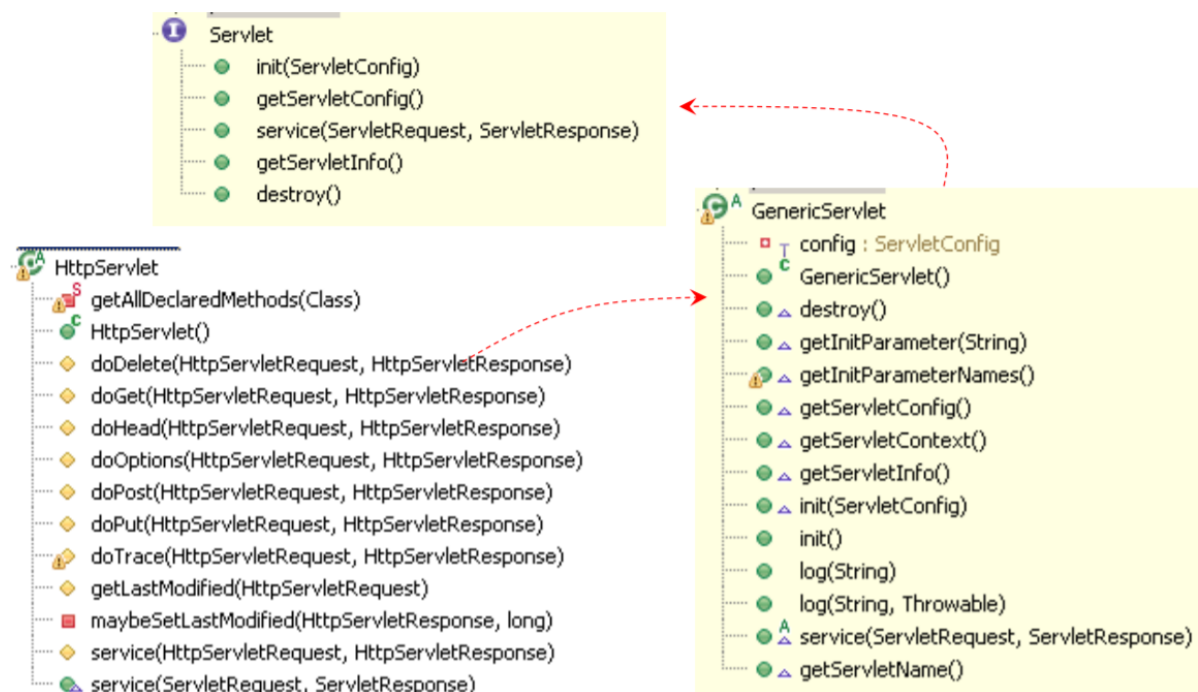 Servlet
init(ServletConfig)
getServletConfig()
service(ServletRequest, ServletResponse)
getServletInfo()
destroy()
HttpServlet
getAllDeclaredMethods(Class)
HttpServlet()
doDelete(HttpServletRequest, HttpServletResponse)
doGet(HttpServletRequest, HttpServletResponse)
doHead(HttpServletRequest, HttpServletResponse)
doOptions(HttpServletRequest, HttpServletResponse)
doPost(HttpServletRequest, HttpServletResponse)
doPut(HttpServletRequest, HttpServletResponse)
doTrace(HttpServletRequest, HttpServletResponse)
getLastModified(HttpServletRequest)
maybeSetLastModified(HttpServletResponse, long)
service(HttpServletRequest, HttpServletResponse)
service(ServletRequest, ServletResponse)
GenericServlet
config : ServletConfig
GenericServlet()
destroy()
getInitParameter(String)
getInitParameterNames()
getServletConfig()
getServletContext()
getServletInfo()
init(ServletConfig)
init()
log(String)
log(String, Throwable)
service(ServletRequest, ServletResponse)
getServletName()